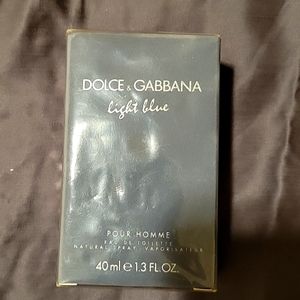 DOLCE & GABBANA
light blue
POUR HOMME
EAU DE TOILETTE
NATURAL SPRAY · VAPORISATEUR
40 ml e 1.3 FL.OZ.